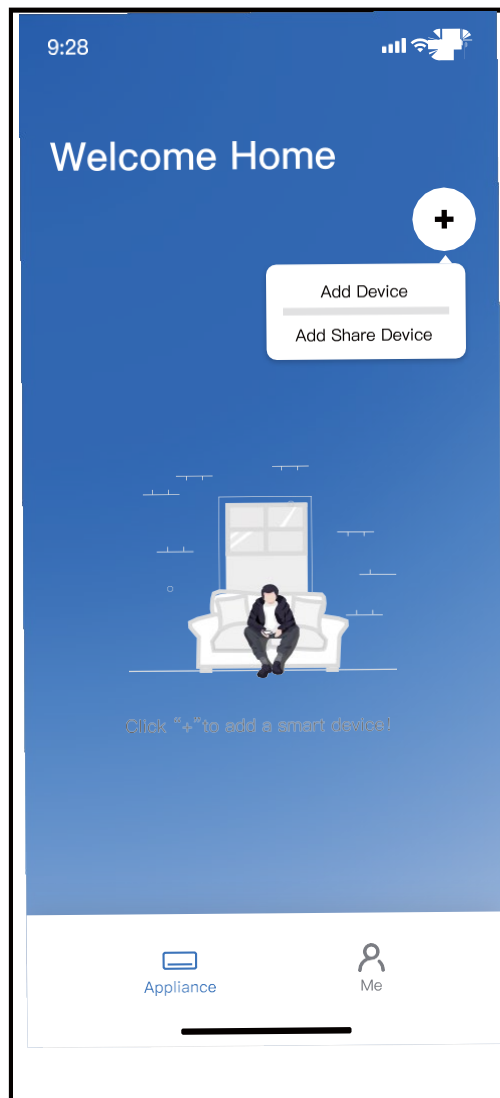 9:28
Welcome Home
+
Add Device
Add Share Device
Click “+”to add a smart device!
Appliance
Me